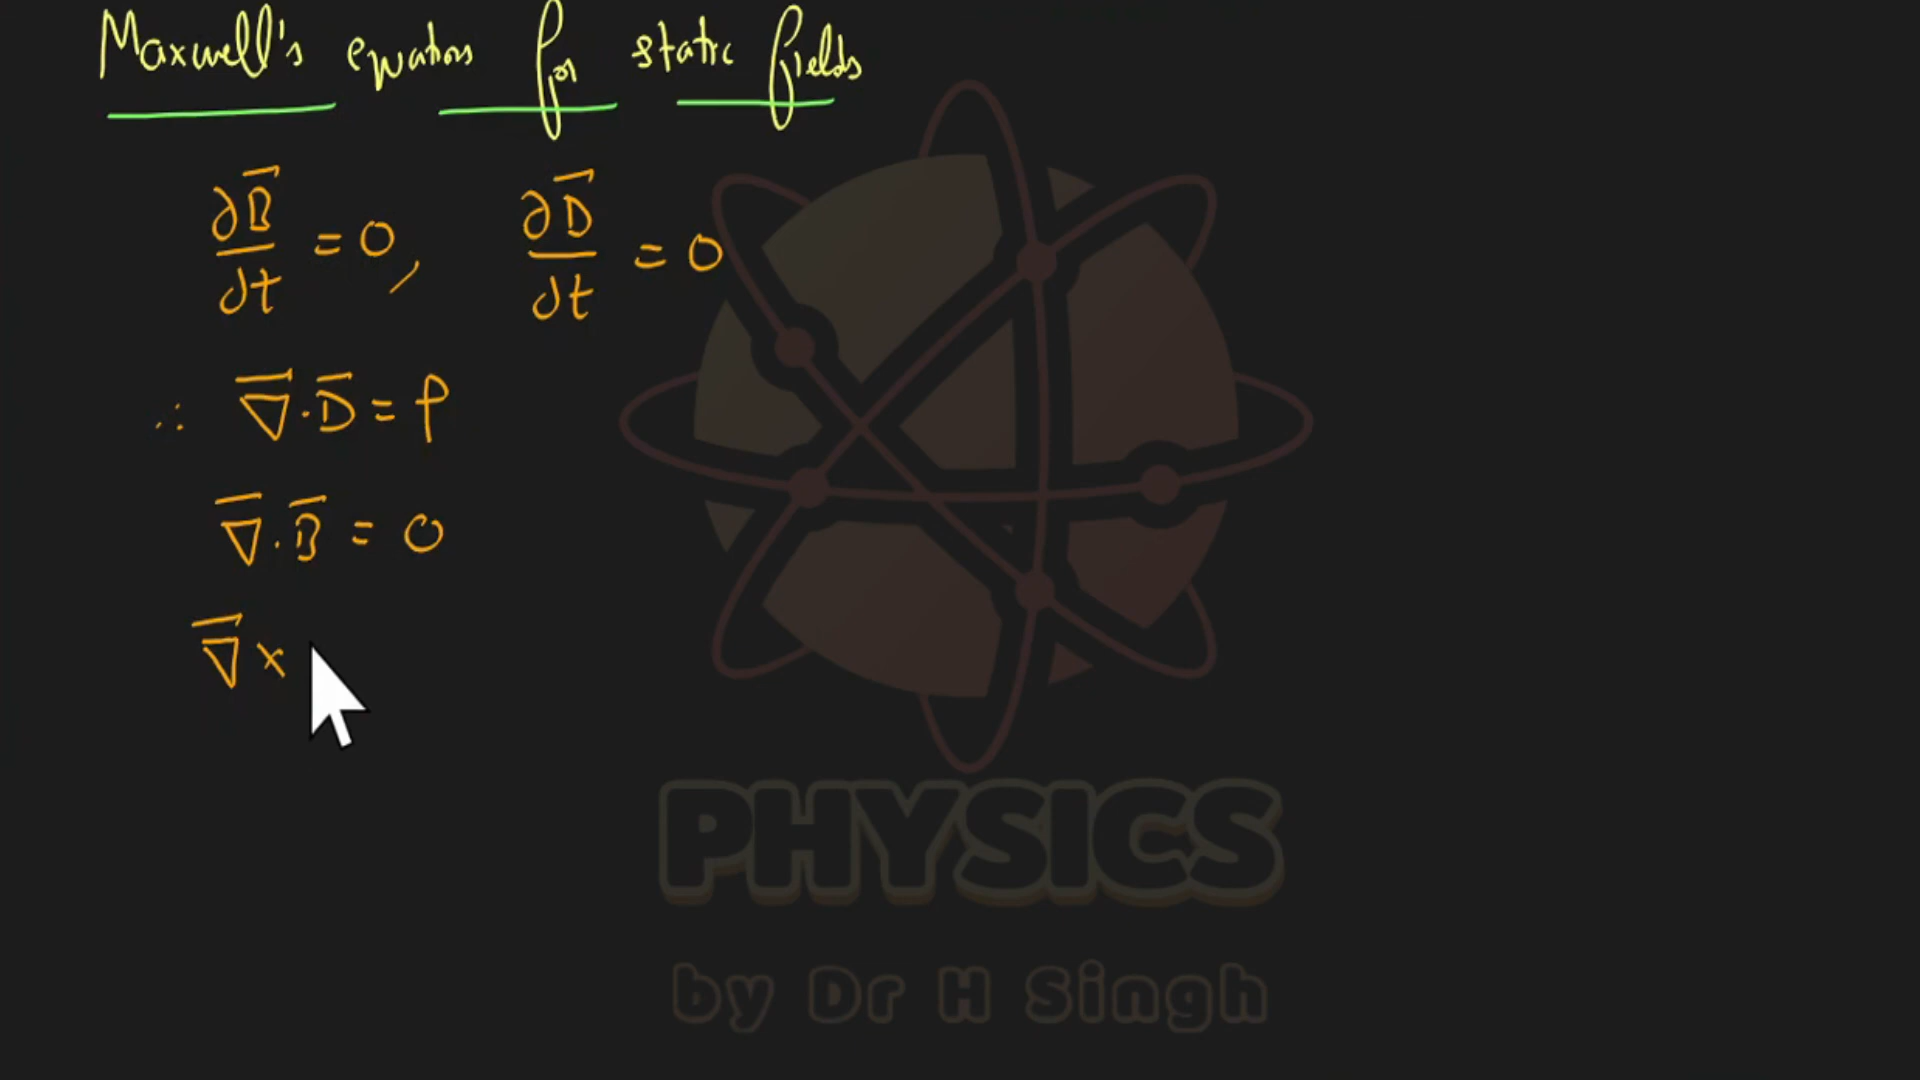 Maxwell's equations for static fields
∂B⃗/∂t = 0, ∂D⃗/∂t = 0
∴ ∇⃗·D⃗ = ρ
∇⃗·B⃗ = 0
∇⃗ ×
PHYSICS
by Dr H Singh